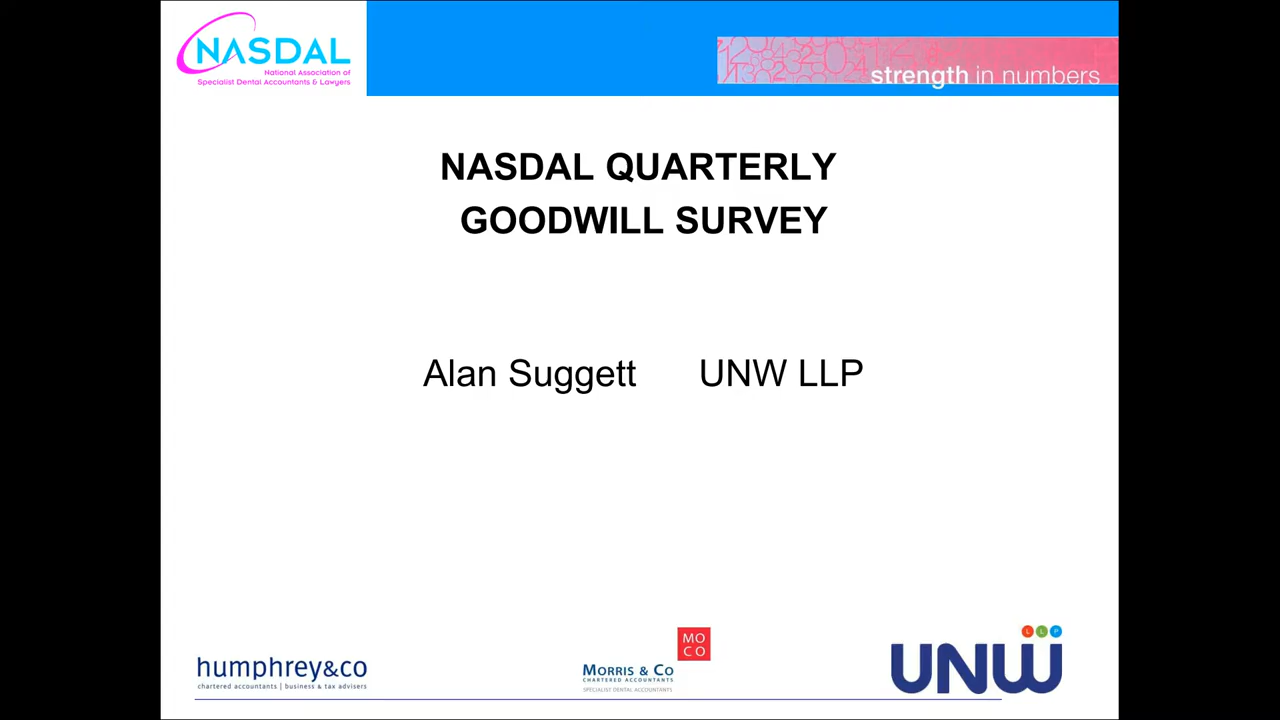 NASDAL
National Association of
Specialist Dental Accountants & Lawyers
strength in numbers
NASDAL QUARTERLY
GOODWILL SURVEY
Alan Suggett UNW LLP
humphrey&co
chartered accountants | business & tax advisers
MO
CO
MORRIS & CO
CHARTERED ACCOUNTANTS
SPECIALIST DENTAL ACCOUNTANTS
LLP
UNW